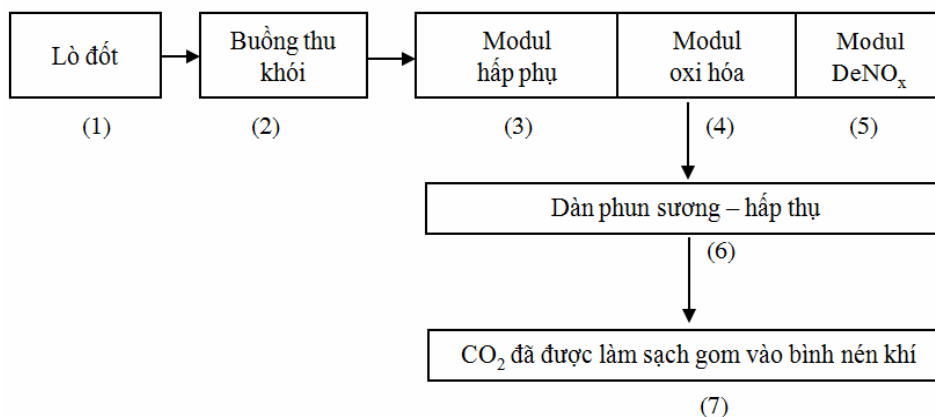 Lò đốt
Buồng thu
khói
Modul
hấp phụ
Modul
oxi hóa
Modul
DeNOx
(1)
(2)
(3)
(4)
(5)
Dàn phun sương – hấp thụ
(6)
CO2 đã được làm sạch gom vào bình nén khí
(7)